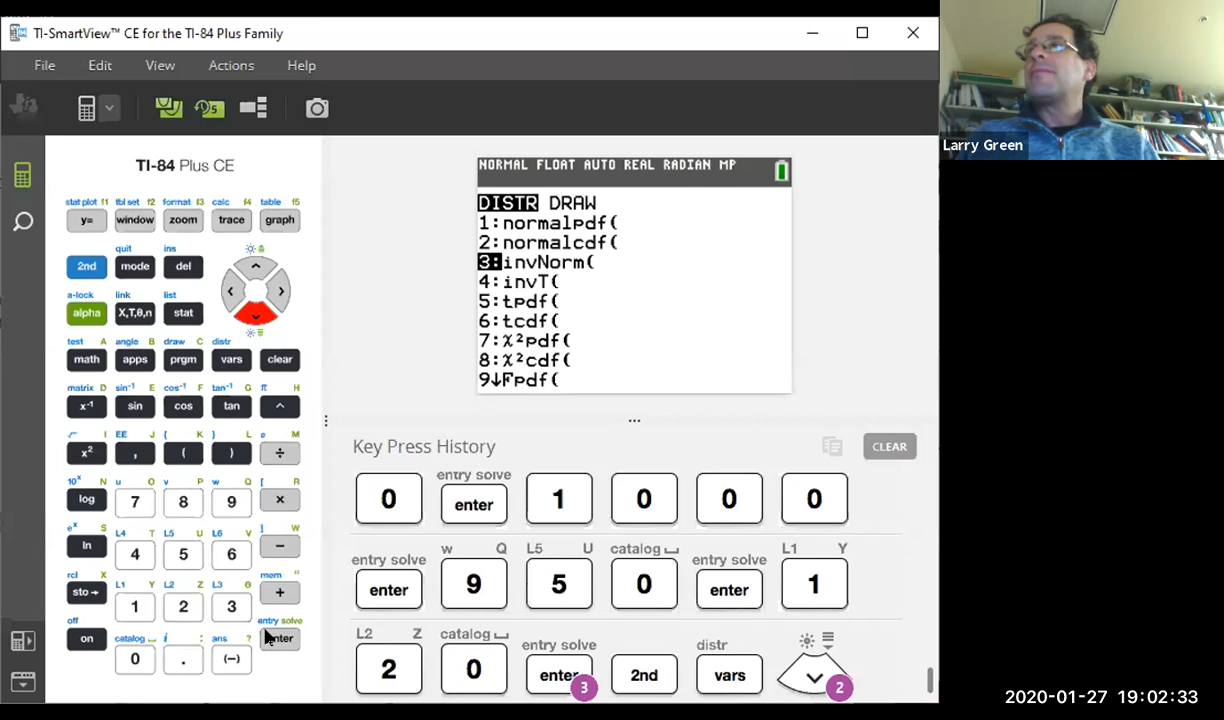 TI-SmartView™ CE for the TI-84 Plus Family
File Edit View Actions Help
TI-84 Plus CE
stat plot f1 tbl set f2 format f3 calc f4 table f5
y= window zoom trace graph
quit ins
2nd mode del
a-lock link list
alpha X,T,θ,n stat
test A angle B draw C distr
math apps prgm vars clear
matrix D sin⁻¹ E cos⁻¹ F tan⁻¹ G π H
x⁻¹ sin cos tan ^
√ I EE J { K } L e M
x² , ( ) ÷
10ˣ N u O v P w Q [ R
log 7 8 9 ×
eˣ S L4 T L5 U L6 V ] W
ln 4 5 6 −
rcl X L1 Y L2 Z L3 θ mem "
sto→ 1 2 3 +
off catalog ⎵ i : ans ? entry solve
on 0 . (−) enter
NORMAL FLOAT AUTO REAL RADIAN MP
DISTR DRAW
1:normalpdf(
2:normalcdf(
3:invNorm(
4:invT(
5:tpdf(
6:tcdf(
7:χ²pdf(
8:χ²cdf(
9↓Fpdf(
Key Press History
CLEAR
entry solve
0 enter 1 0 0 0
entry solve w Q L5 U catalog ⎵ entry solve L1 Y
enter 9 5 0 enter 1
L2 Z catalog ⎵ entry solve distr
2 0 enter 3 2nd vars 2
Larry Green
2020-01-27 19:02:33